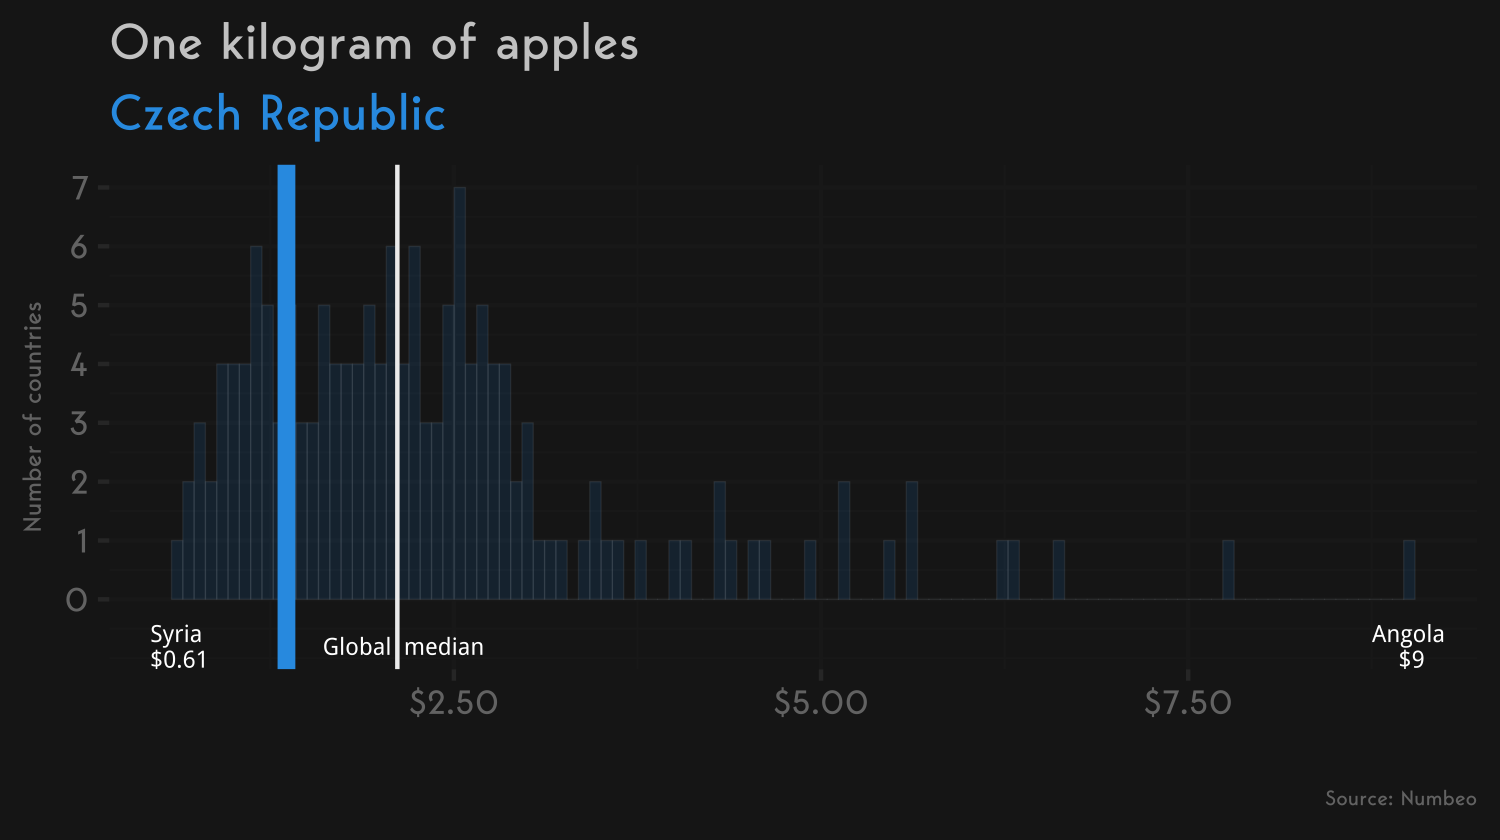 One kilogram of apples
Czech Republic
Number of countries
7
6
5
4
3
2
1
0
Syria
$0.61
Global median
Angola
$9
$2.50
$5.00
$7.50
Source: Numbeo